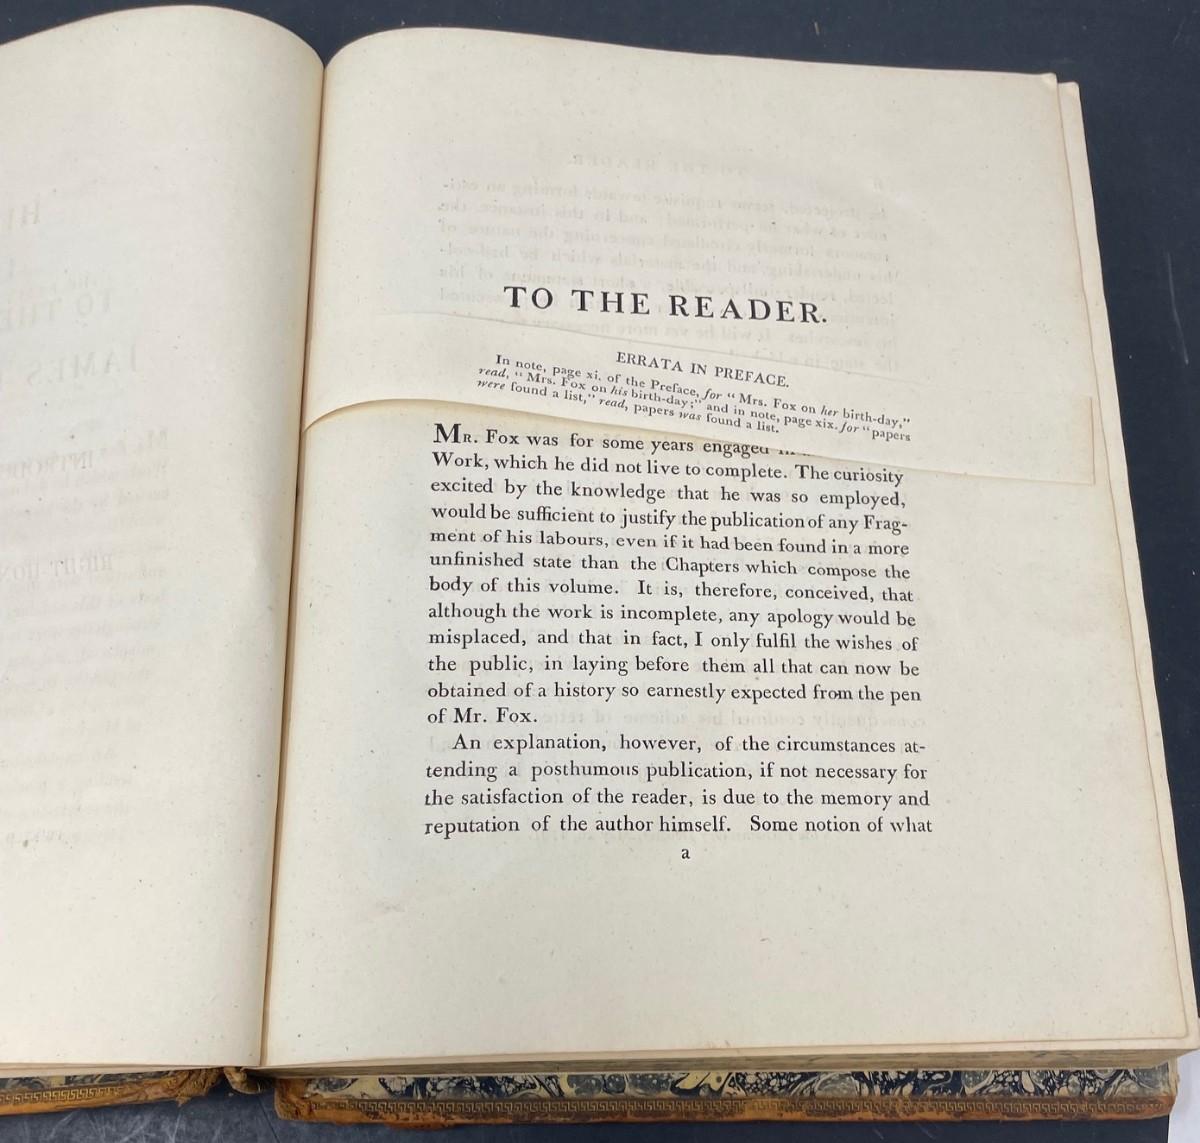 TO THE READER.
ERRATA IN PREFACE.
In note, page xi. of the Preface, for "Mrs. Fox on her birth-day,"
read, "Mrs. Fox on his birth-day;" and in note, page xix. for "papers
were found a list," read, papers was found a list.
MR. FOX was for some years engaged
Work, which he did not live to complete. The curiosity
excited by the knowledge that he was so employed,
would be sufficient to justify the publication of any Frag-
ment of his labours, even if it had been found in a more
unfinished state than the Chapters which compose the
body of this volume. It is, therefore, conceived, that
although the work is incomplete, any apology would be
misplaced, and that in fact, I only fulfil the wishes of
the public, in laying before them all that can now be
obtained of a history so earnestly expected from the pen
of Mr. Fox.
An explanation, however, of the circumstances at-
tending a posthumous publication, if not necessary for
the satisfaction of the reader, is due to the memory and
reputation of the author himself. Some notion of what
a